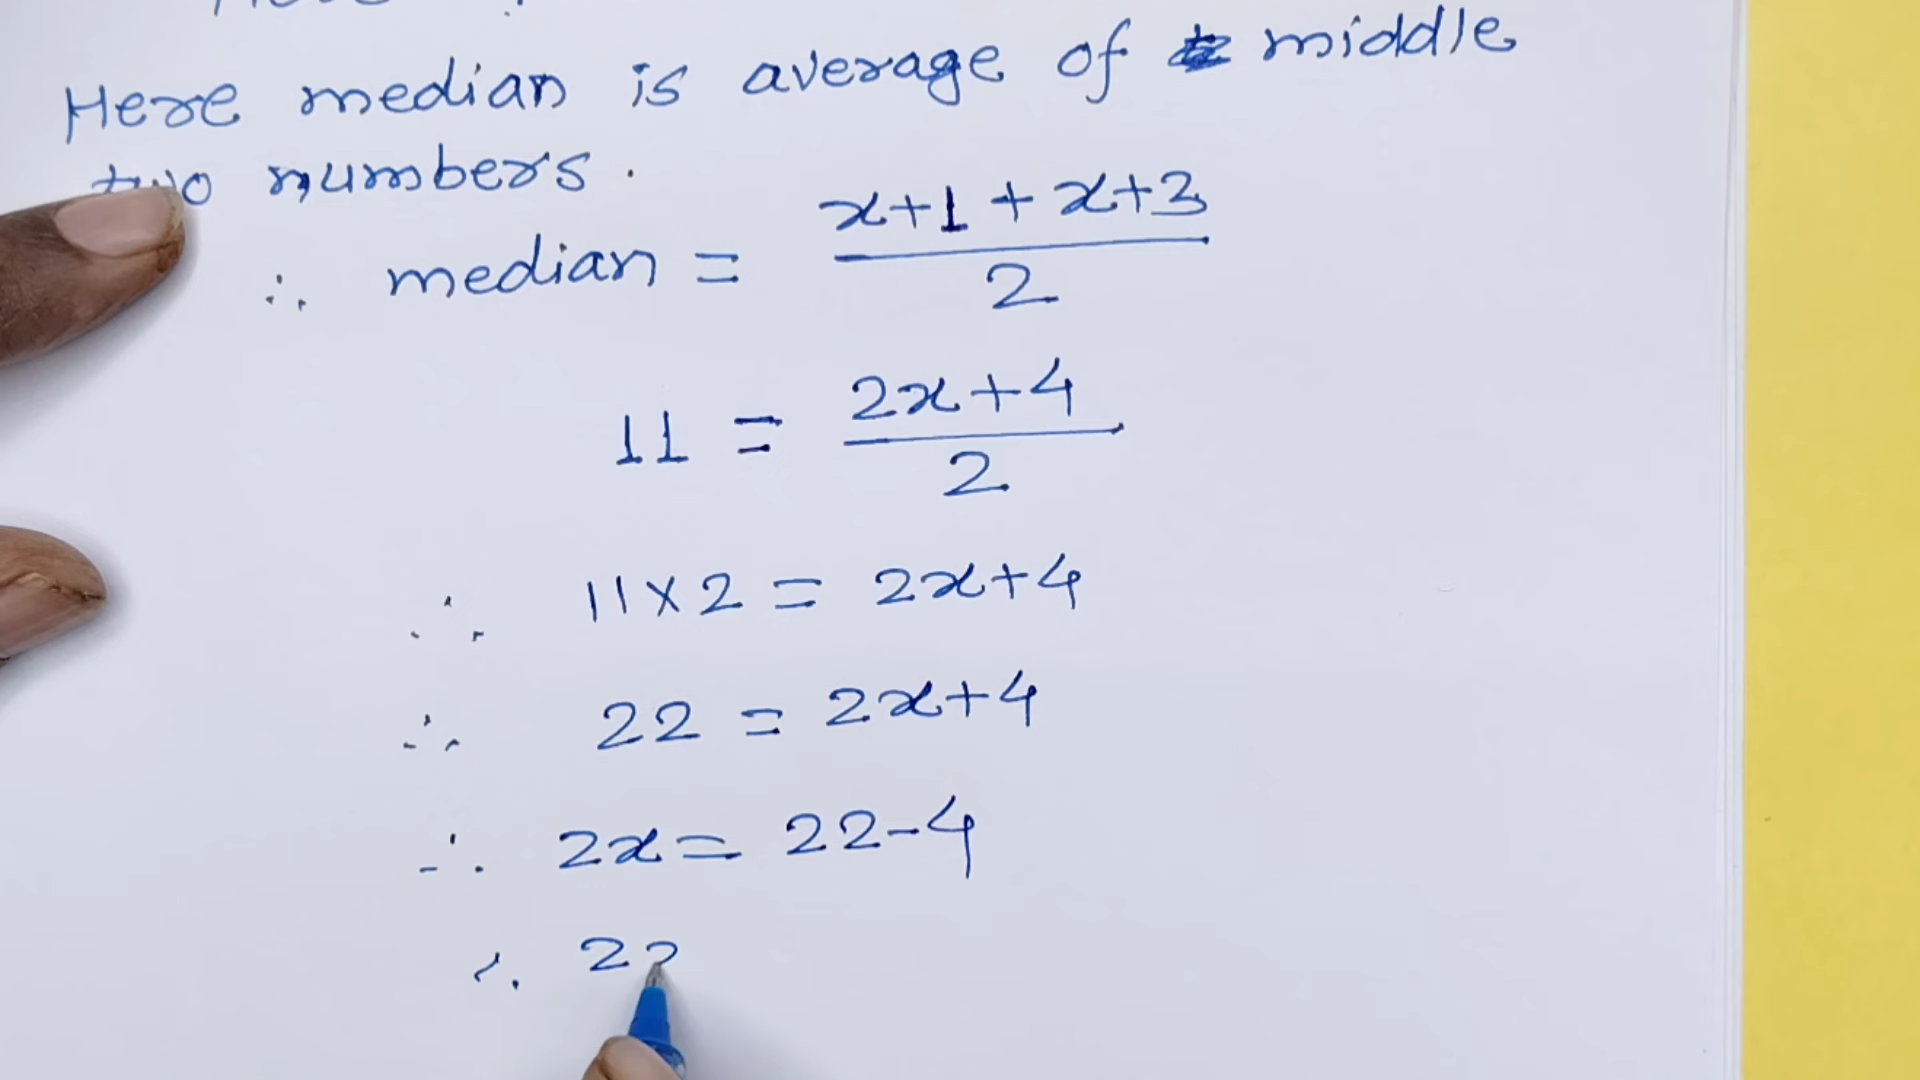 Here median is average of middle
two numbers.
∴ median = x+1 + x+3 / 2
11 = 2x+4 / 2
∴ 11 × 2 = 2x+4
∴ 22 = 2x+4
∴ 2x = 22-4
∴ 2